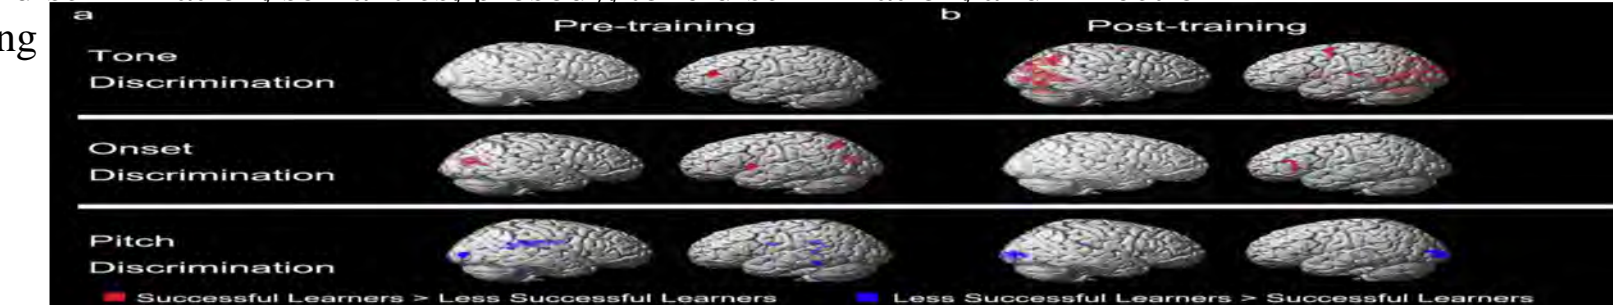 ng
a
b
Pre-training
Post-training
Tone
Discrimination
Onset
Discrimination
Pitch
Discrimination
Successful Learners > Less Successful Learners
Less Successful Learners > Successful Learners